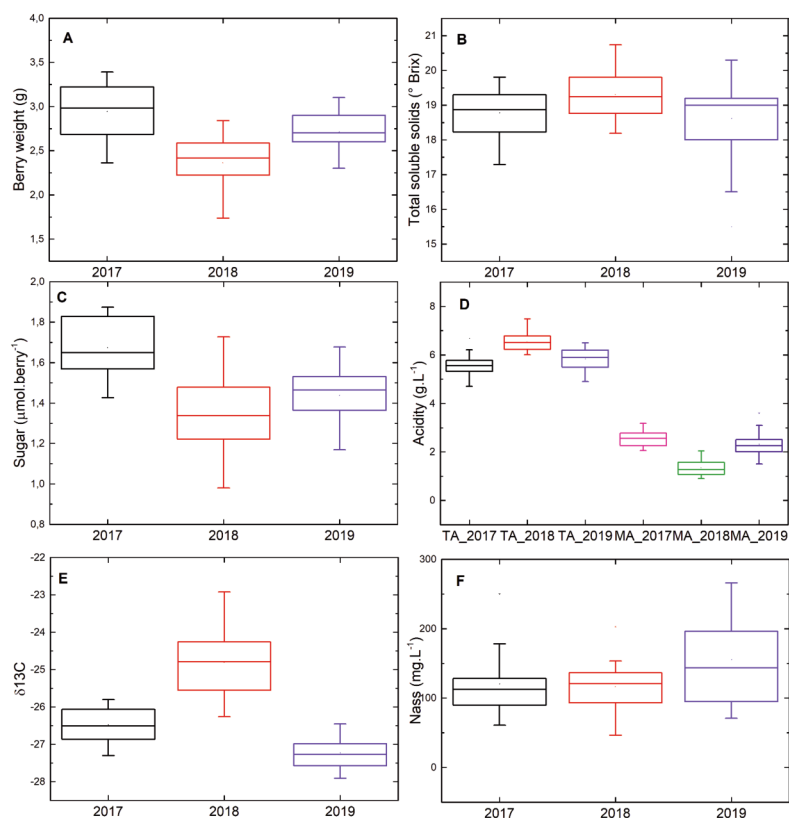 A
Berry weight (g)
4,0
3,5
3,0
2,5
2,0
1,5
2017 2018 2019
B
Total soluble solids (° Brix)
21
20
19
18
17
16
15
14
2017 2018 2019
C
Sugar (µmol.berry⁻¹)
2,0
1,8
1,6
1,4
1,2
1,0
0,8
2017 2018 2019
D
Acidity (g.L⁻¹)
8
6
4
2
0
TA_2017 TA_2018 TA_2019 MA_2017 MA_2018 MA_2019
E
δ13C
-22
-23
-24
-25
-26
-27
-28
2017 2018 2019
F
Nass (mg.L⁻¹)
300
200
150
100
0
2017 2018 2019